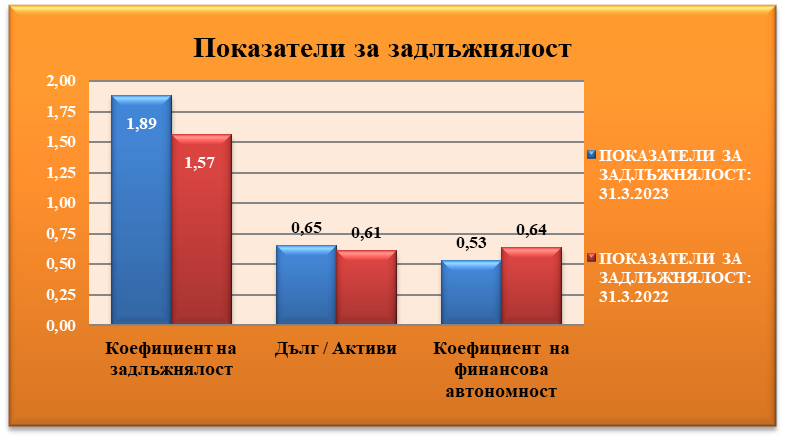 Показатели за задлъжнялост
2,00
1,75
1,50
1,25
1,00
0,75
0,50
0,25
0,00
1,89
1,57
0,65
0,61
0,53
0,64
Коефициент на
задлъжнялост
Дълг / Активи
Коефициент на
финансова
автономност
ПОКАЗАТЕЛИ ЗА
ЗАДЛЪЖНЯЛОСТ:
31.3.2023
ПОКАЗАТЕЛИ ЗА
ЗАДЛЪЖНЯЛОСТ:
31.3.2022